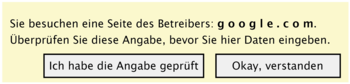 Sie besuchen eine Seite des Betreibers: google.com.
Überprüfen Sie diese Angabe, bevor Sie hier Daten eingeben.
Ich habe die Angabe geprüft Okay, verstanden